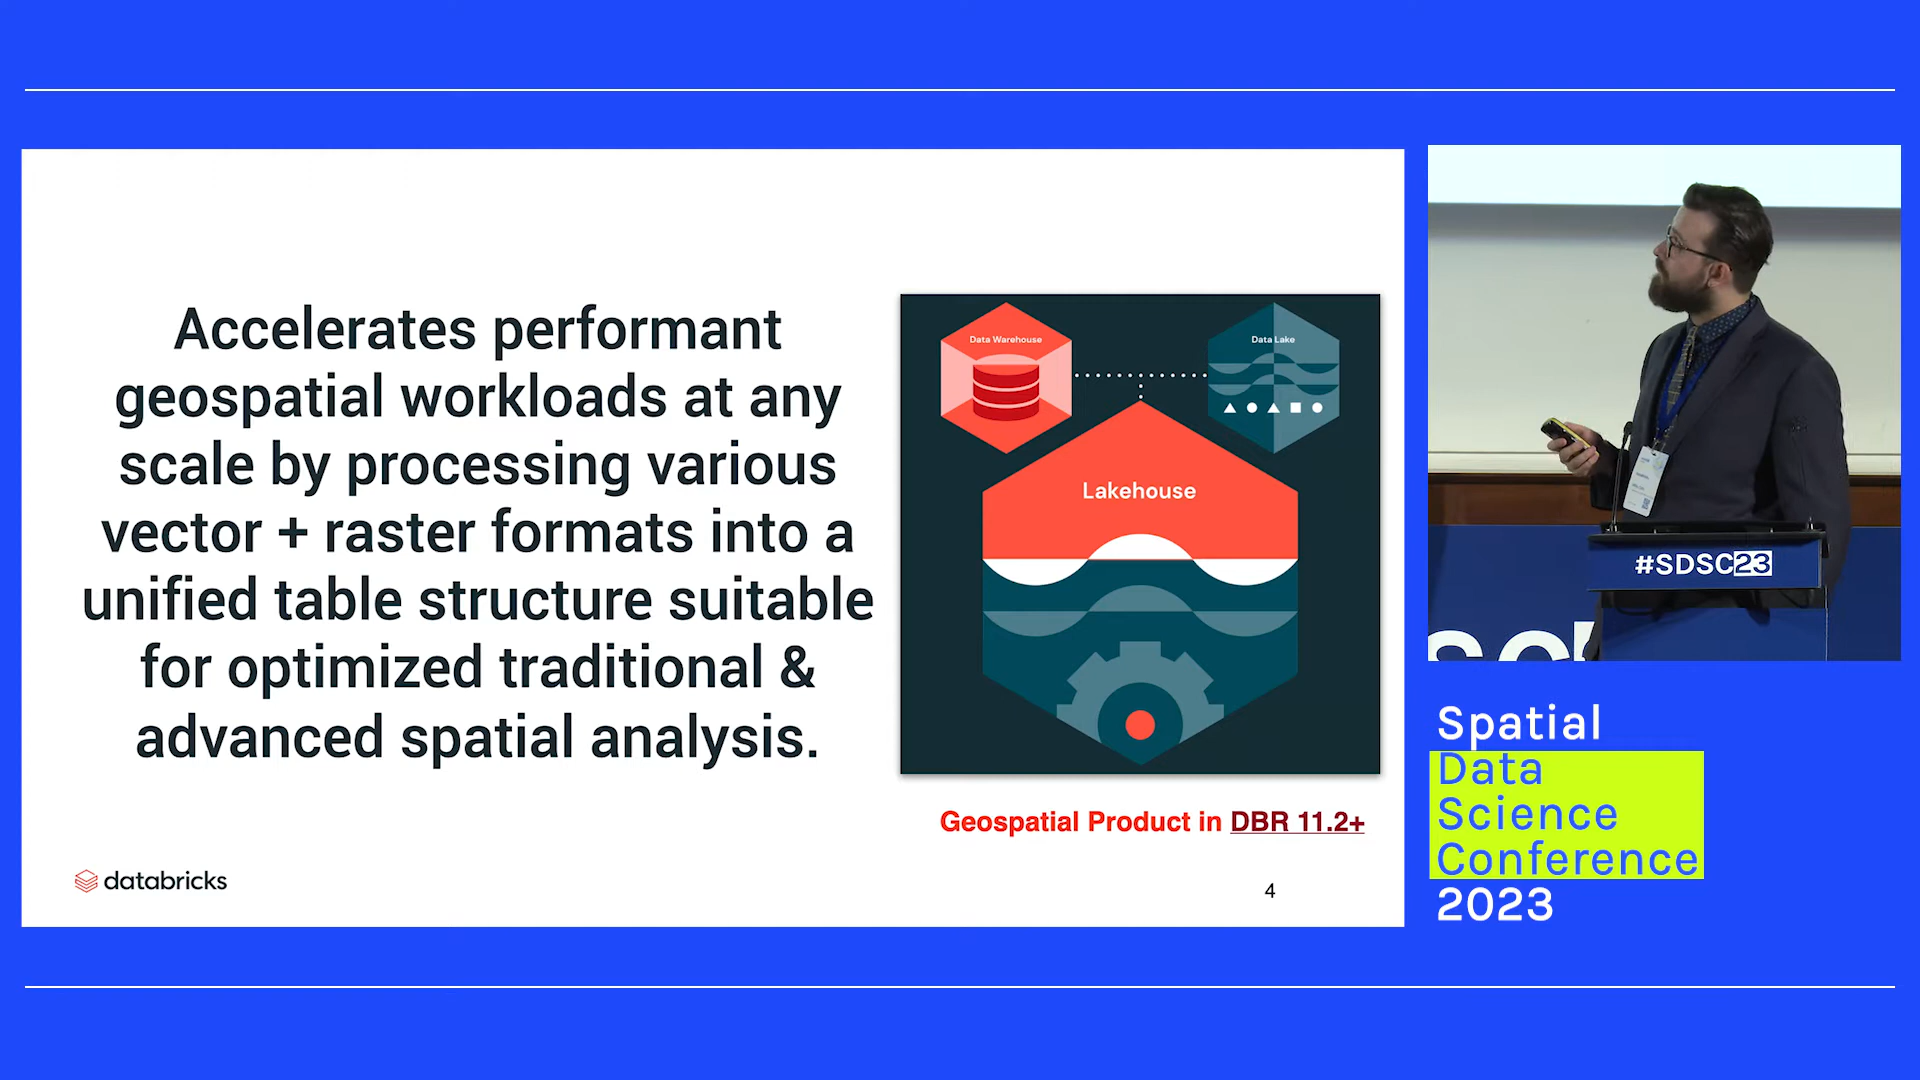 Accelerates performant
geospatial workloads at any
scale by processing various
vector + raster formats into a
unified table structure suitable
for optimized traditional &
advanced spatial analysis.
Data Warehouse
Data Lake
Lakehouse
Geospatial Product in DBR 11.2+
databricks
4
#SDSC23
Spatial
Data
Science
Conference
2023